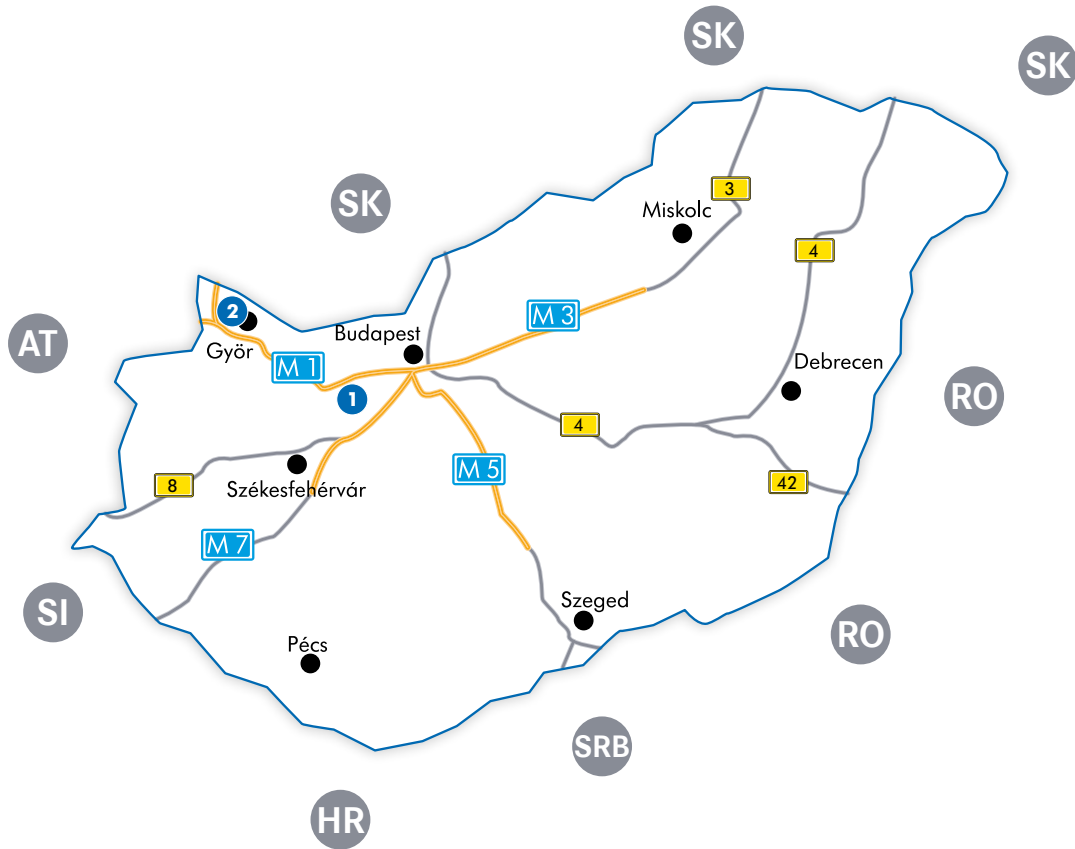 SK
SK
3
Miskolc
SK
4
2
M 3
Budapest
AT
Györ
M 1
Debrecen
1
RO
4
M 5
8
Székesfehérvár
42
M 7
Szeged
SI
RO
Pécs
SRB
HR